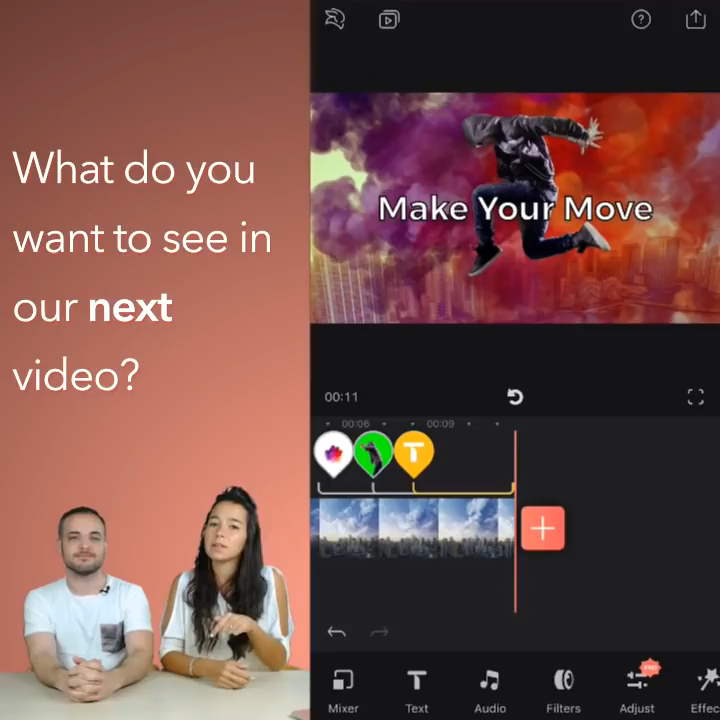 What do you
want to see in
our next
video?
?
Make Your Move
00:11
00:06
00:09
T
Mixer
Text
Audio
Filters
Adjust
PRO
Effec